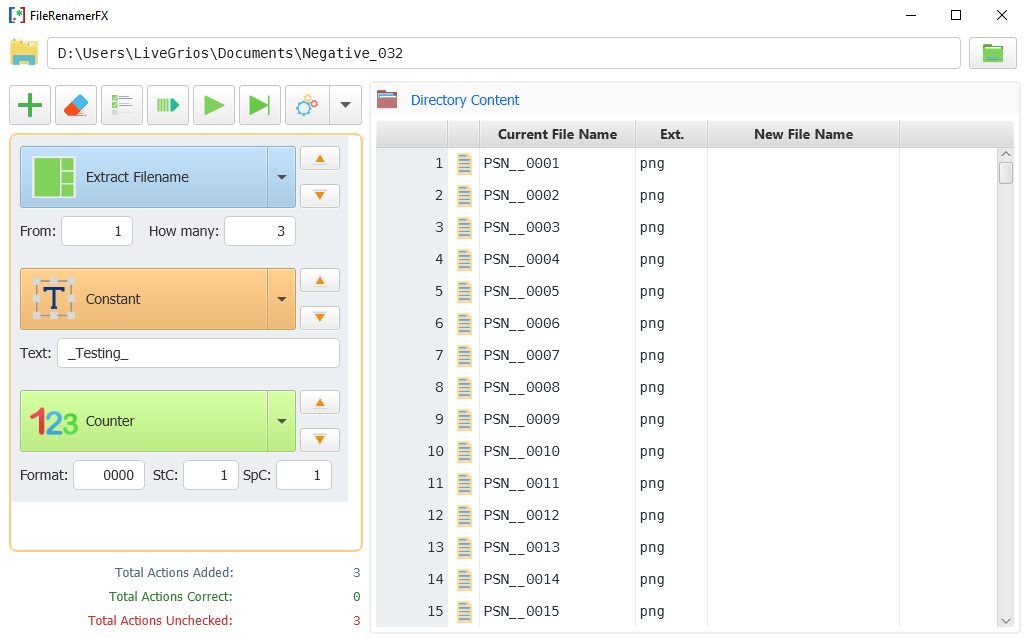 FileRenamerFX
D:\Users\LiveGrios\Documents\Negative_032
Directory Content
Extract Filename
From: 1 How many: 3
Constant
Text: _Testing_
123 Counter
Format: 0000 StC: 1 SpC: 1
Total Actions Added: 3
Total Actions Correct: 0
Total Actions Unchecked: 3
Current File Name Ext. New File Name
1 PSN__0001 png
2 PSN__0002 png
3 PSN__0003 png
4 PSN__0004 png
5 PSN__0005 png
6 PSN__0006 png
7 PSN__0007 png
8 PSN__0008 png
9 PSN__0009 png
10 PSN__0010 png
11 PSN__0011 png
12 PSN__0012 png
13 PSN__0013 png
14 PSN__0014 png
15 PSN__0015 png